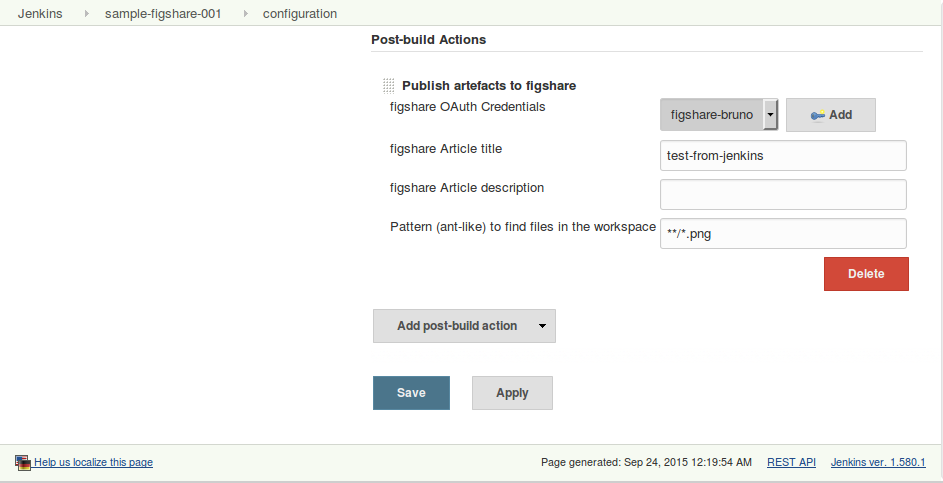 Jenkins sample-figshare-001 configuration
Post-build Actions
Publish artefacts to figshare
figshare OAuth Credentials figshare-bruno Add
figshare Article title test-from-jenkins
figshare Article description
Pattern (ant-like) to find files in the workspace **/*.png
Delete
Add post-build action
Save Apply
Help us localize this page Page generated: Sep 24, 2015 12:19:54 AM REST API Jenkins ver. 1.580.1